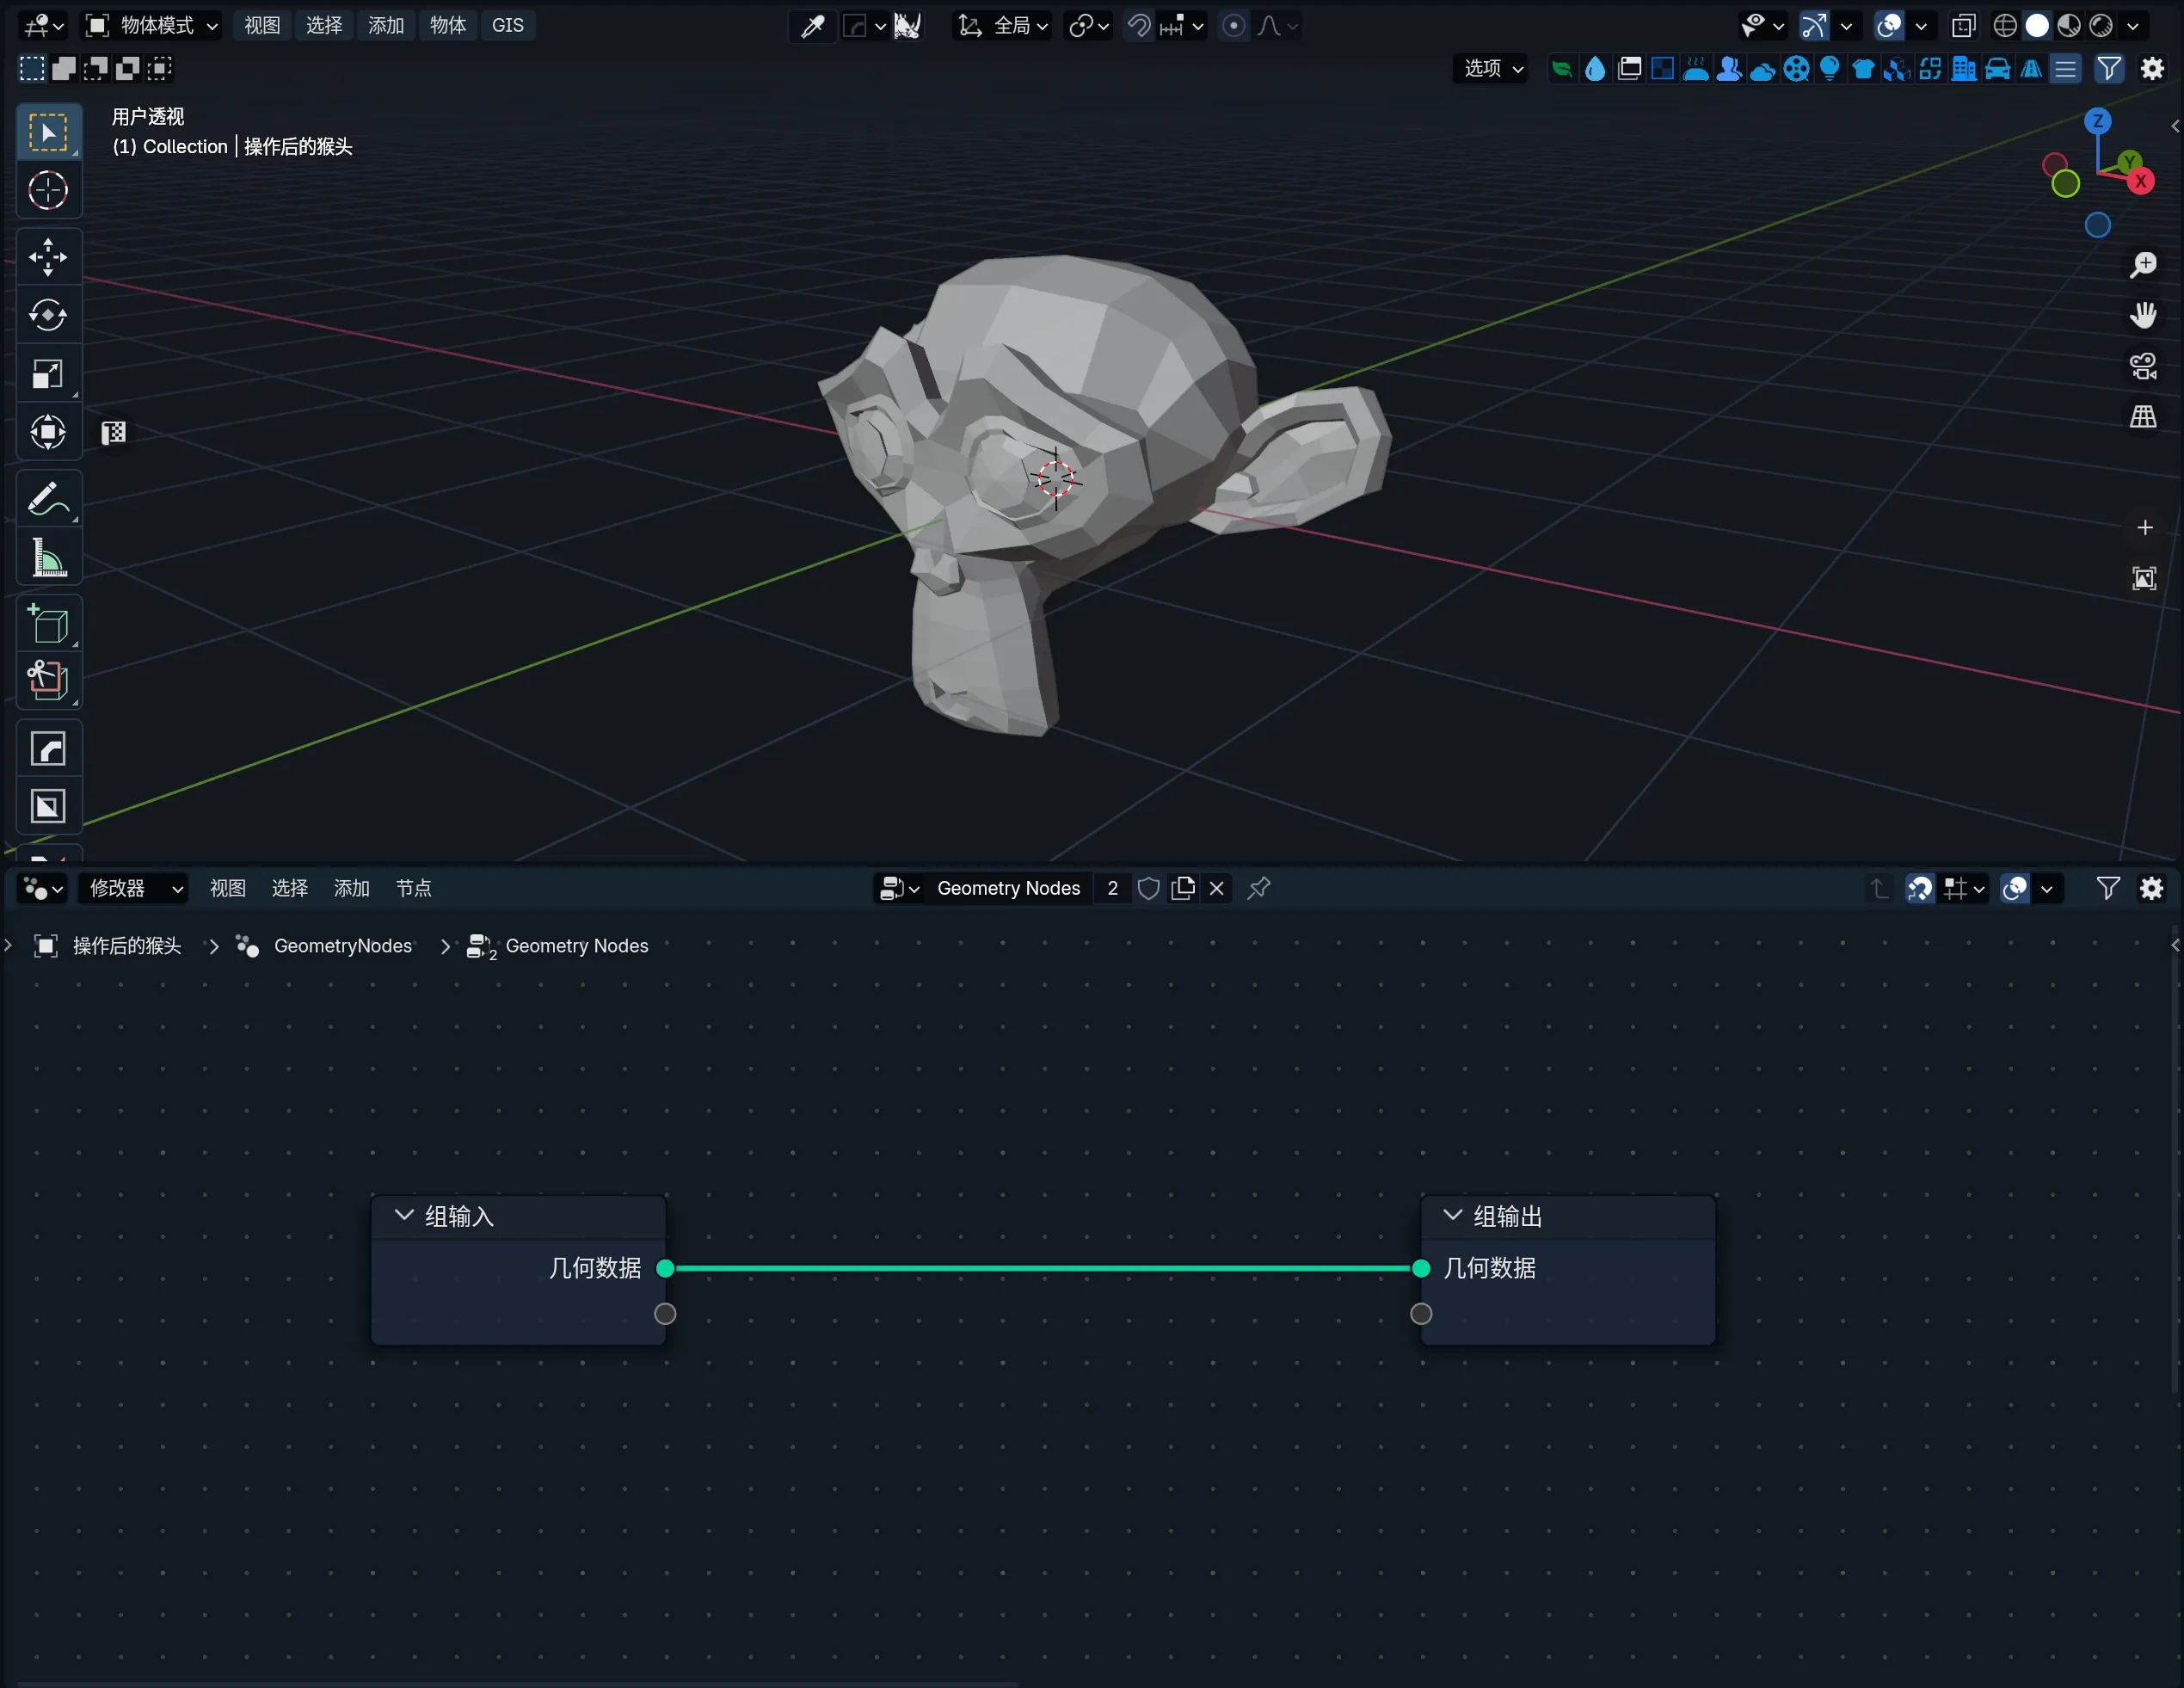 物体模式 视图 选择 添加 物体 GIS 全局
选项
用户透视
(1) Collection | 操作后的猴头
Z
Y
X
修改器 视图 选择 添加 节点 Geometry Nodes 2
操作后的猴头 > GeometryNodes > 2 Geometry Nodes
组输入
几何数据
组输出
几何数据